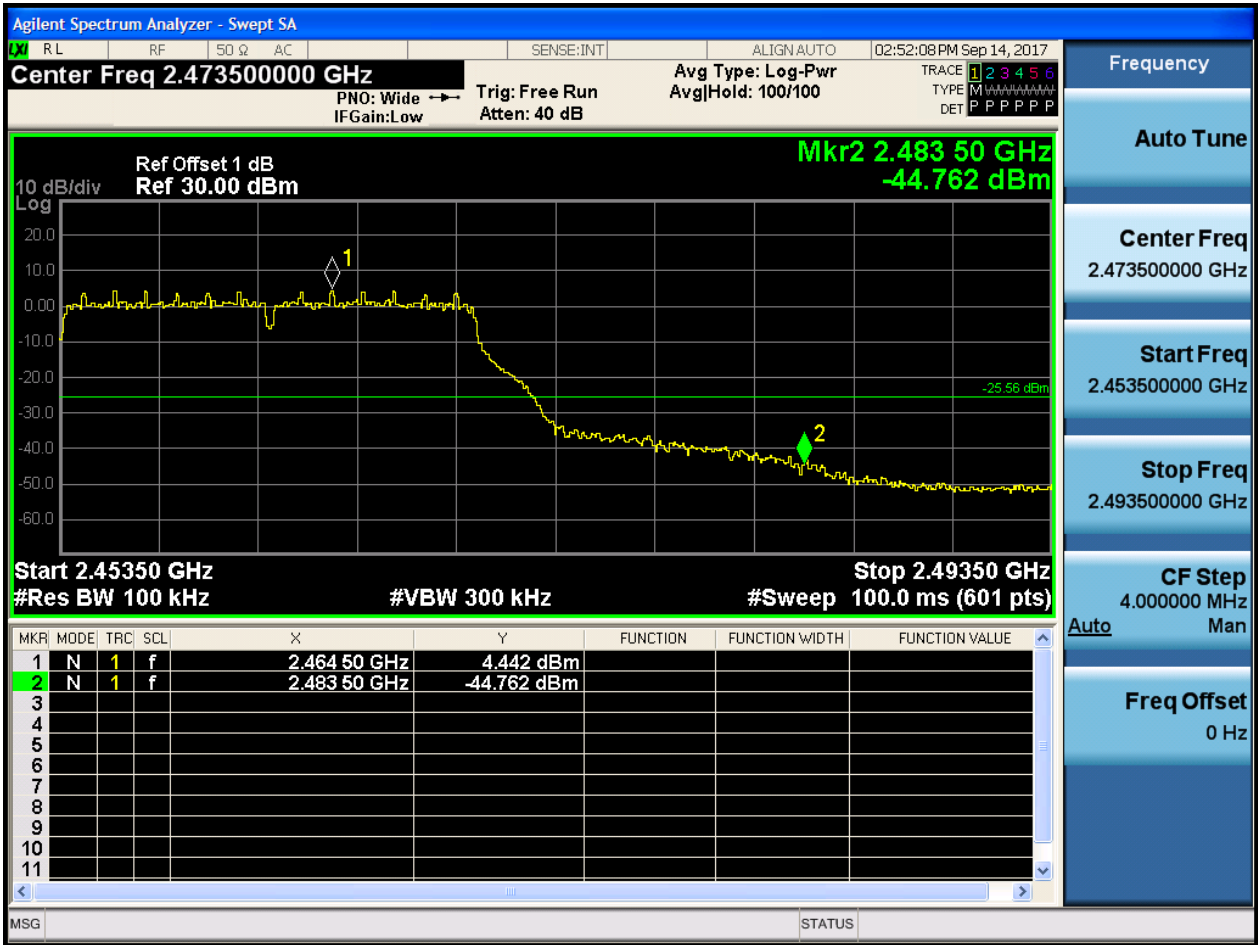 Agilent Spectrum Analyzer - Swept SA
LXI RL RF 50 Ω AC SENSE:INT ALIGN AUTO 02:52:08 PM Sep 14, 2017
Center Freq 2.473500000 GHz
PNO: Wide
IFGain:Low
Trig: Free Run
Atten: 40 dB
Avg Type: Log-Pwr
Avg|Hold: 100/100
TRACE 1 2 3 4 5 6
TYPE M WWWWW
DET P P P P P P
Ref Offset 1 dB
10 dB/div Ref 30.00 dBm
Log
Mkr2 2.483 50 GHz
-44.762 dBm
20.0
10.0
0.00
-10.0
-20.0
-30.0
-40.0
-50.0
-60.0
1
-25.56 dBm
2
Start 2.45350 GHz Stop 2.49350 GHz
#Res BW 100 kHz #VBW 300 kHz #Sweep 100.0 ms (601 pts)
MKR MODE TRC SCL X Y FUNCTION FUNCTION WIDTH FUNCTION VALUE
1 N 1 f 2.464 50 GHz 4.442 dBm
2 N 1 f 2.483 50 GHz -44.762 dBm
3
4
5
6
7
8
9
10
11
MSG STATUS
Frequency
Auto Tune
Center Freq
2.473500000 GHz
Start Freq
2.453500000 GHz
Stop Freq
2.493500000 GHz
CF Step
4.000000 MHz
Auto Man
Freq Offset
0 Hz